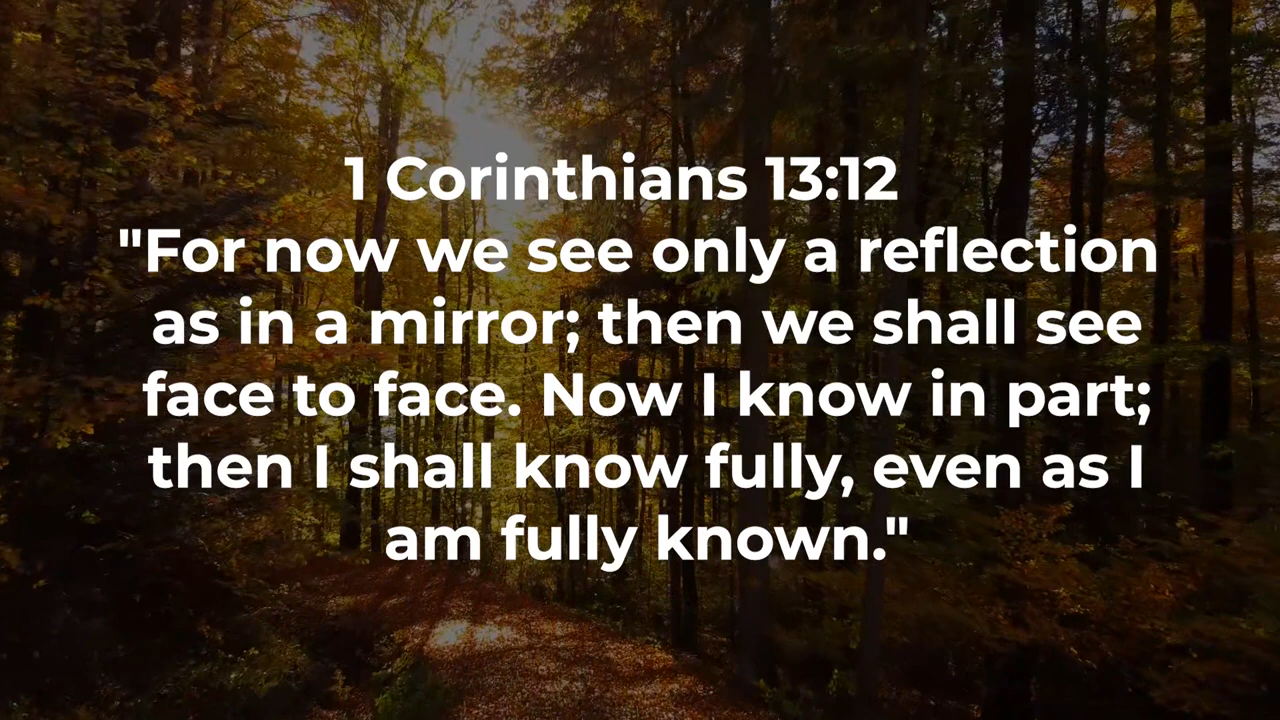 1 Corinthians 13:12
"For now we see only a reflection
as in a mirror; then we shall see
face to face. Now I know in part;
then I shall know fully, even as I
am fully known."